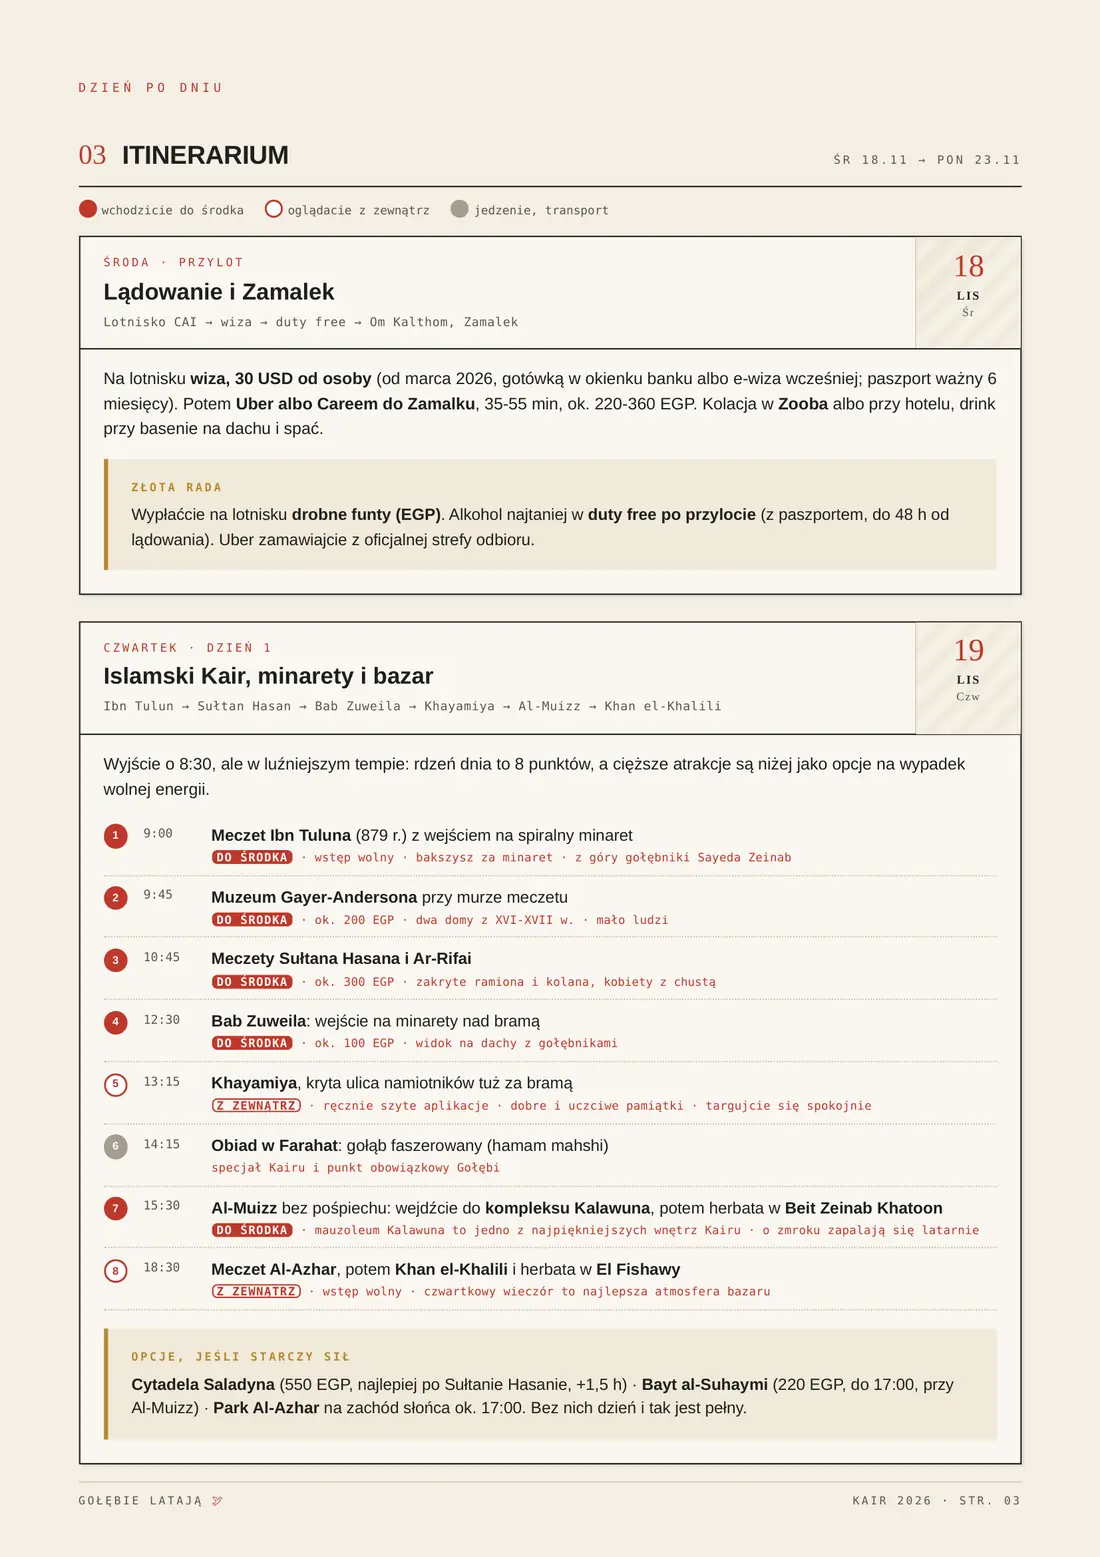 DZIEŃ PO DNIU
03 ITINERARIUM
ŚR 18.11 → PON 23.11
wchodzicie do środka
oglądacie z zewnątrz
jedzenie, transport
ŚRODA · PRZYLOT
Lądowanie i Zamalek
Lotnisko CAI → wiza → duty free → Om Kalthom, Zamalek
18
LIS
Śr
Na lotnisku wiza, 30 USD od osoby (od marca 2026, gotówką w okienku banku albo e-wiza wcześniej; paszport ważny 6
miesięcy). Potem Uber albo Careem do Zamalku, 35-55 min, ok. 220-360 EGP. Kolacja w Zooba albo przy hotelu, drink
przy basenie na dachu i spać.
ZŁOTA RADA
Wypłaćcie na lotnisku drobne funty (EGP). Alkohol najtaniej w duty free po przylocie (z paszportem, do 48 h od
lądowania). Uber zamawiajcie z oficjalnej strefy odbioru.
CZWARTEK · DZIEŃ 1
Islamski Kair, minarety i bazar
Ibn Tulun → Sułtan Hasan → Bab Zuweila → Khayamiya → Al-Muizz → Khan el-Khalili
19
LIS
Czw
Wyjście o 8:30, ale w luźniejszym tempie: rdzeń dnia to 8 punktów, a cięższe atrakcje są niżej jako opcje na wypadek
wolnej energii.
1 9:00 Meczet Ibn Tuluna (879 r.) z wejściem na spiralny minaret
DO ŚRODKA · wstęp wolny · bakszysz za minaret · z góry gołębniki Sayeda Zeinab
2 9:45 Muzeum Gayer-Andersona przy murze meczetu
DO ŚRODKA · ok. 200 EGP · dwa domy z XVI-XVII w. · mało ludzi
3 10:45 Meczety Sułtana Hasana i Ar-Rifai
DO ŚRODKA · ok. 300 EGP · zakryte ramiona i kolana, kobiety z chustą
4 12:30 Bab Zuweila: wejście na minarety nad bramą
DO ŚRODKA · ok. 100 EGP · widok na dachy z gołębnikami
5 13:15 Khayamiya, kryta ulica namiotników tuż za bramą
Z ZEWNĄTRZ · ręcznie szyte aplikacje · dobre i uczciwe pamiątki · targujcie się spokojnie
6 14:15 Obiad w Farahat: gołąb faszerowany (hamam mahshi)
specjał Kairu i punkt obowiązkowy Gołębi
7 15:30 Al-Muizz bez pośpiechu: wejdźcie do kompleksu Kalawuna, potem herbata w Beit Zeinab Khatoon
DO ŚRODKA · mauzoleum Kalawuna to jedno z najpiękniejszych wnętrz Kairu · o zmroku zapalają się latarnie
8 18:30 Meczet Al-Azhar, potem Khan el-Khalili i herbata w El Fishawy
Z ZEWNĄTRZ · wstęp wolny · czwartkowy wieczór to najlepsza atmosfera bazaru
OPCJE, JEŚLI STARCZY SIŁ
Cytadela Saladyna (550 EGP, najlepiej po Sułtanie Hasanie, +1,5 h) · Bayt al-Suhaymi (220 EGP, do 17:00, przy
Al-Muizz) · Park Al-Azhar na zachód słońca ok. 17:00. Bez nich dzień i tak jest pełny.
GOŁĘBIE LATAJĄ 🕊
KAIR 2026 · STR. 03